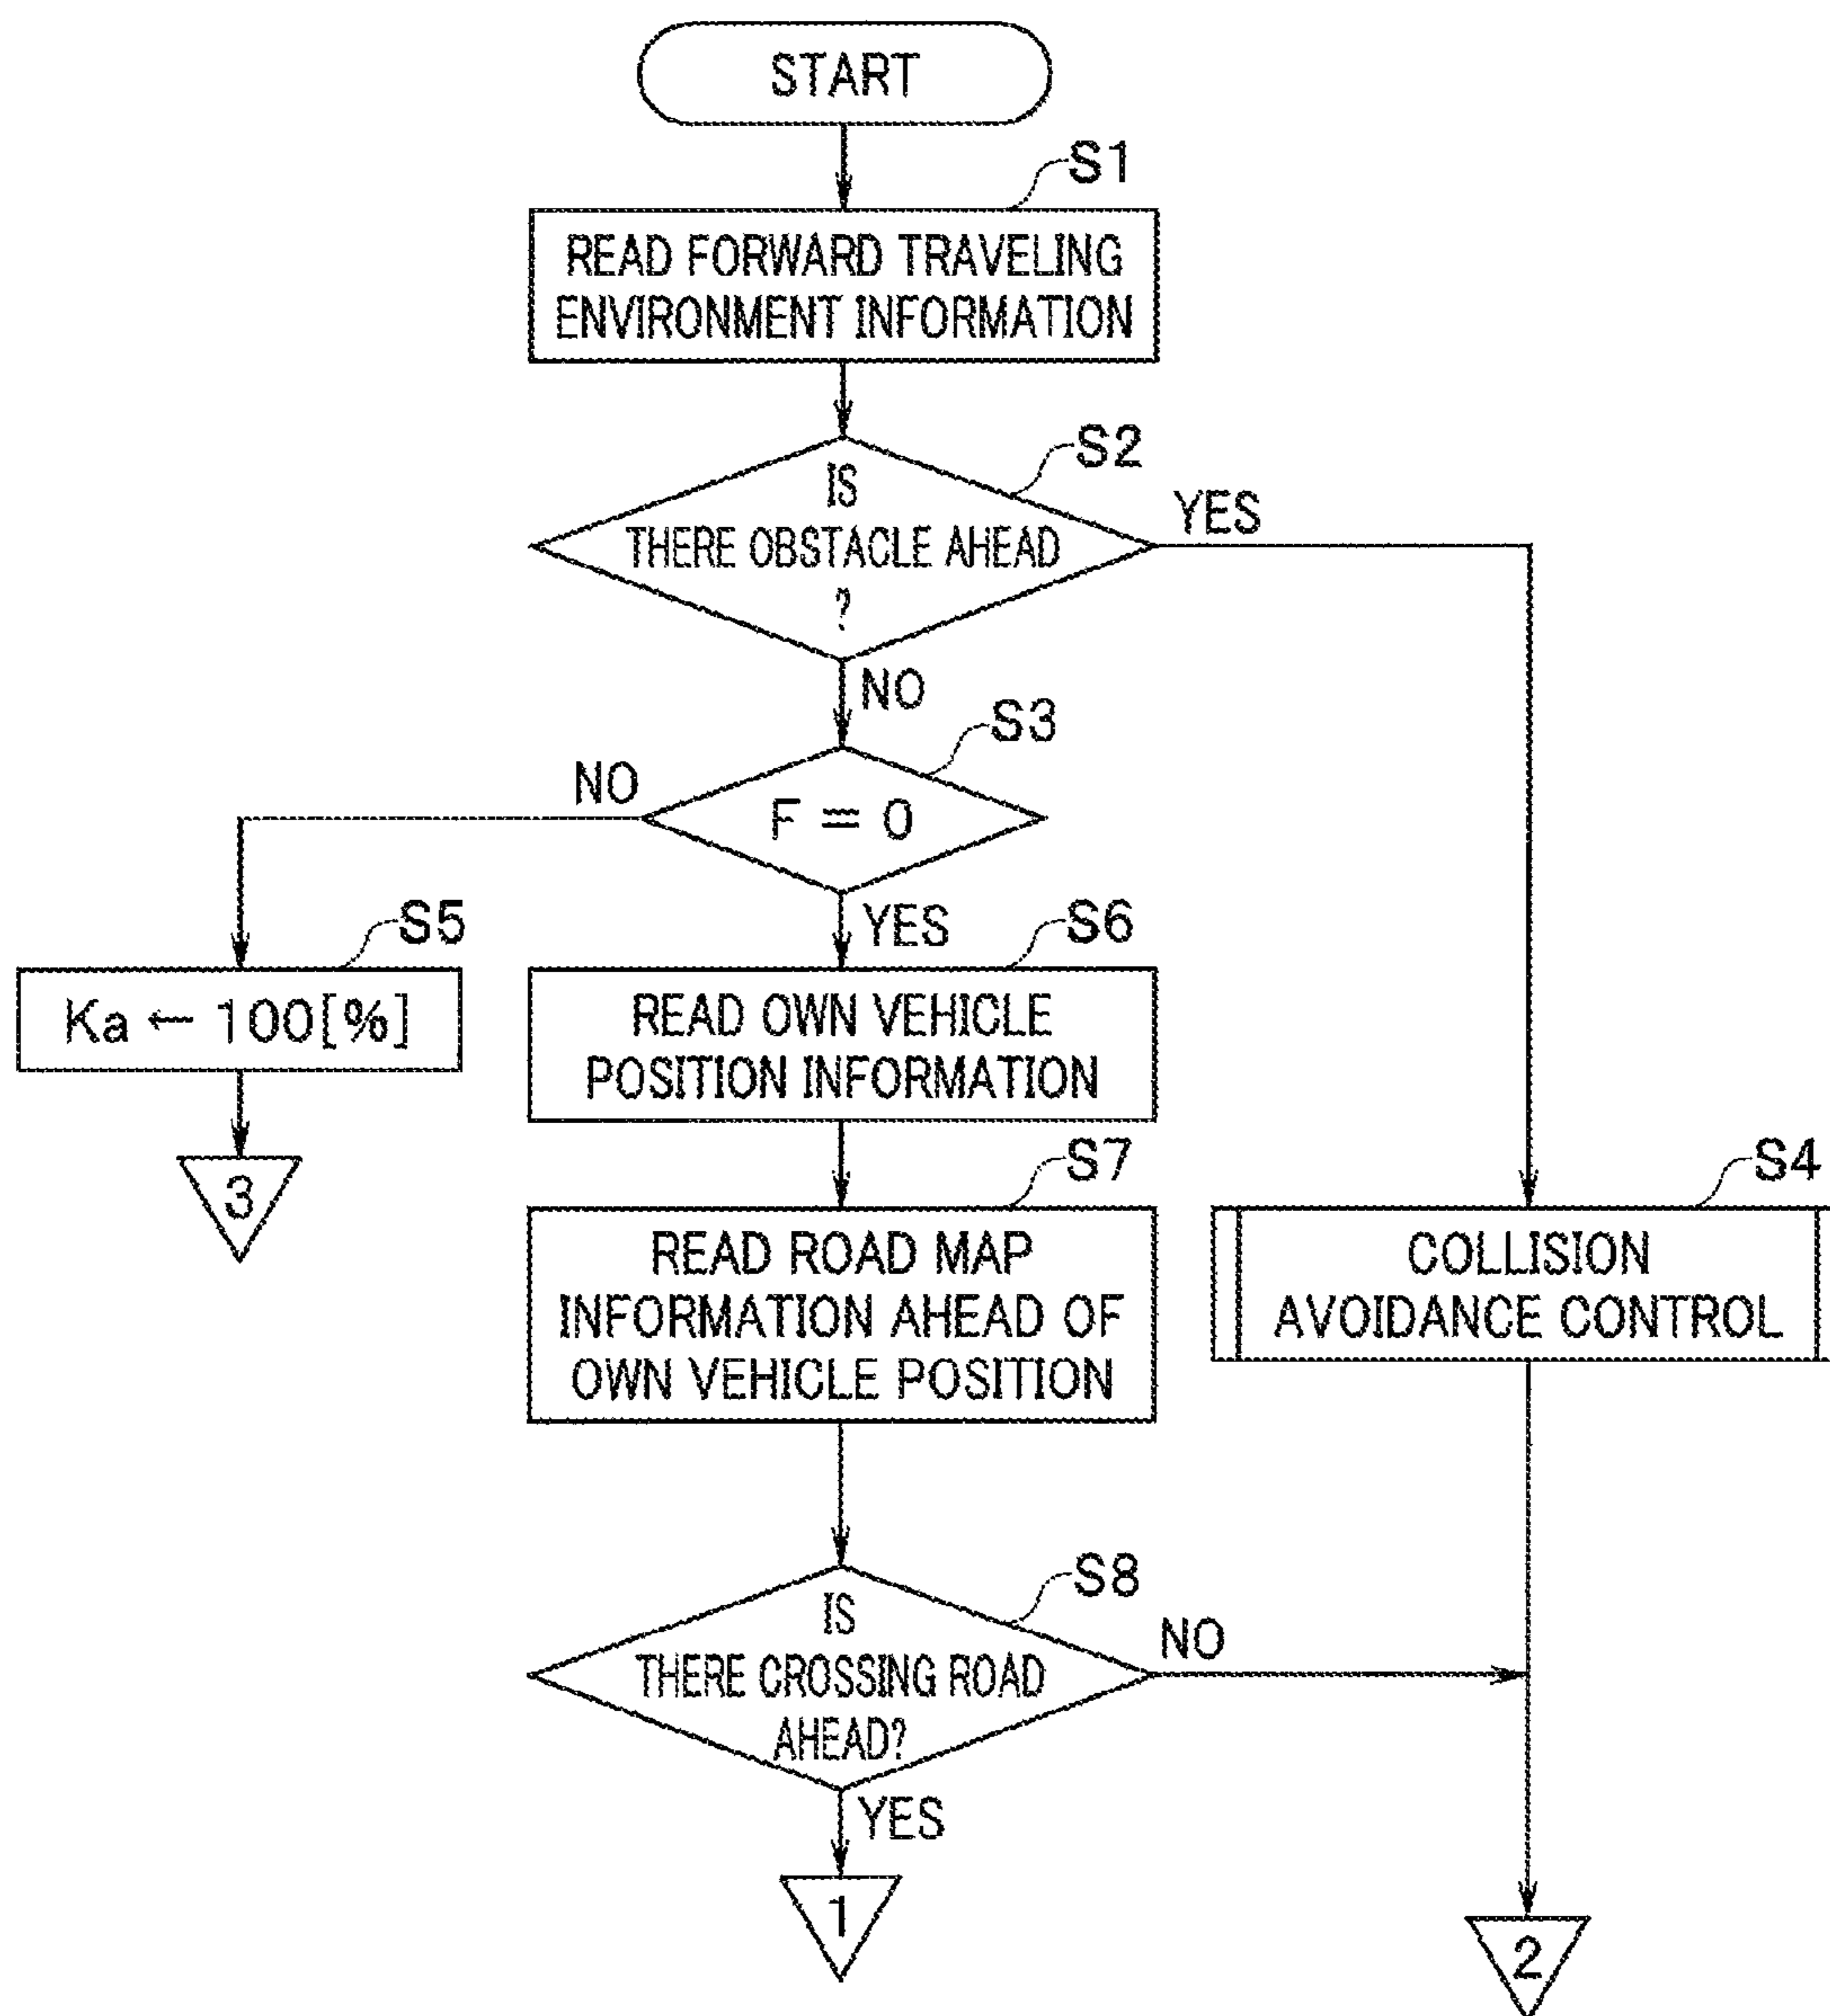 START
S1
READ FORWARD TRAVELING
ENVIRONMENT INFORMATION
S2
IS
THERE OBSTACLE AHEAD
?
YES
NO
S3
F = 0
NO
YES
S5
Ka ← 100[%]
3
S6
READ OWN VEHICLE
POSITION INFORMATION
S7
READ ROAD MAP
INFORMATION AHEAD OF
OWN VEHICLE POSITION
S4
COLLISION
AVOIDANCE CONTROL
S8
IS
THERE CROSSING ROAD
AHEAD?
NO
YES
1
2